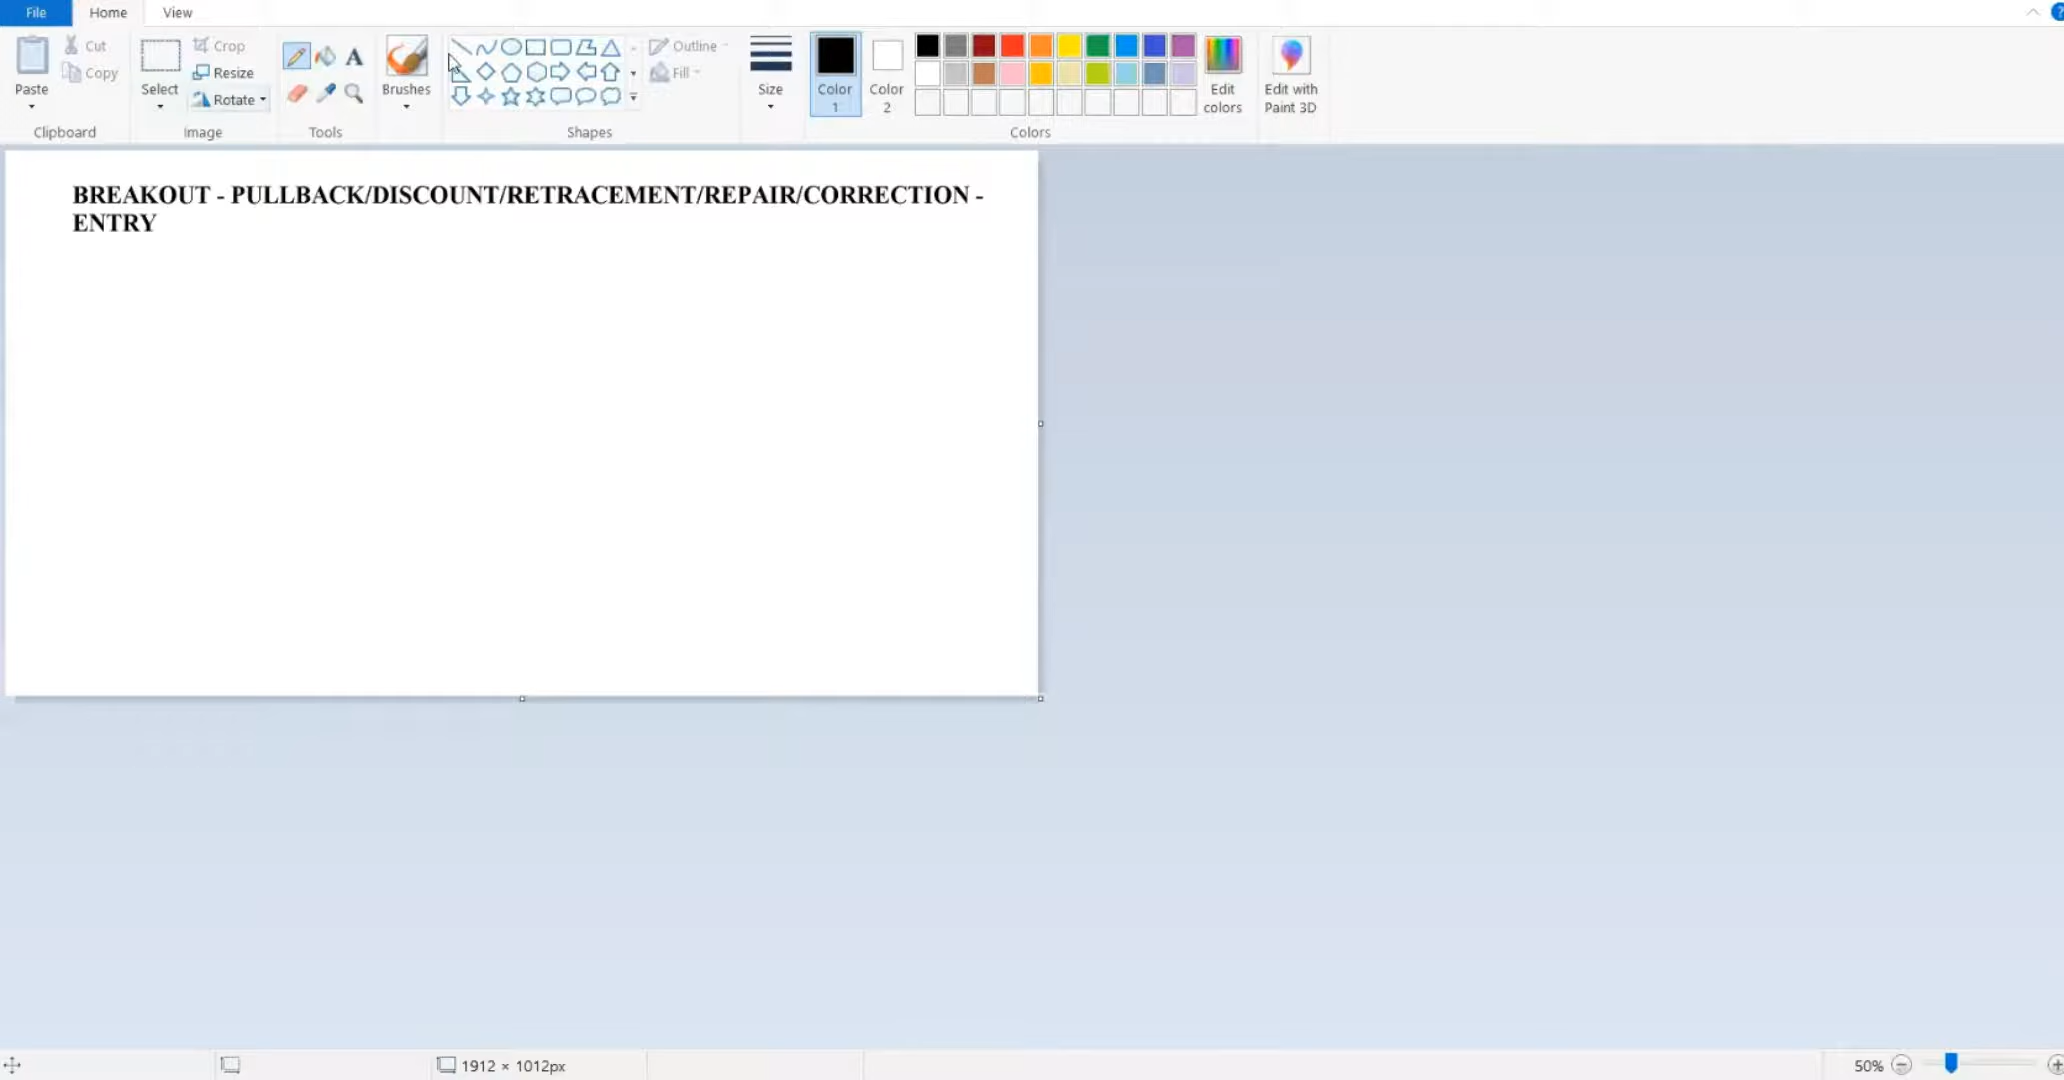 File
Home
View
Paste
Cut
Copy
Clipboard
Select
Crop
Resize
Rotate
Image
A
Tools
Brushes
Shapes
Outline
Fill
Size
Color
1
Color
2
Colors
Edit
colors
Edit with
Paint 3D
?
BREAKOUT - PULLBACK/DISCOUNT/RETRACEMENT/REPAIR/CORRECTION -
ENTRY
1912 × 1012px
50%